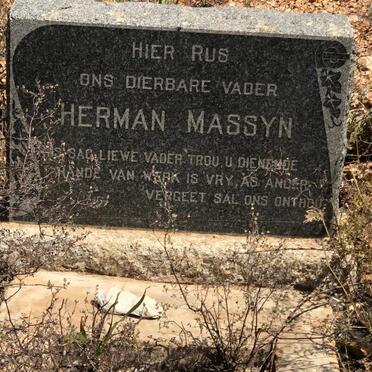 HIER RUS
ONS DIERBARE VADER
HERMAN MASSYN
SAG, LIEWE VADER, TROU, U DIENENDE
HANDE VAN WERK IS VRY, AS ANDER
VERGEET SAL ONS ONTHOU